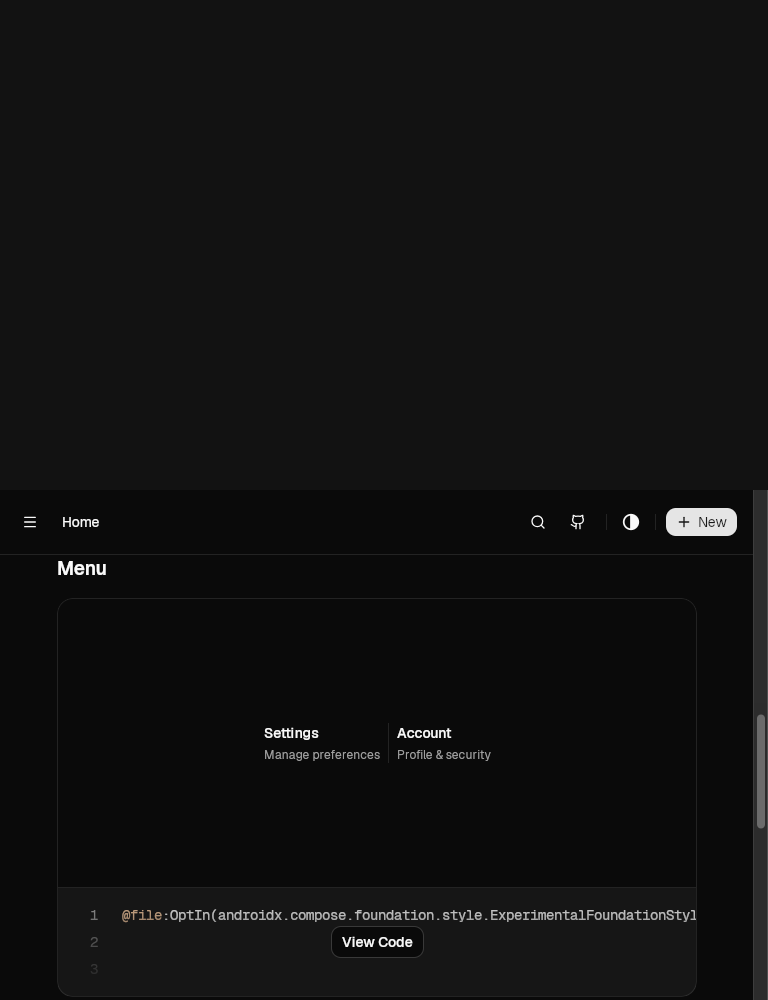 Home
New
Menu
Settings
Account
Manage preferences
Profile & security
1 @file:OptIn(androidx.compose.foundation.style.ExperimentalFoundationStyl
2
View Code
3